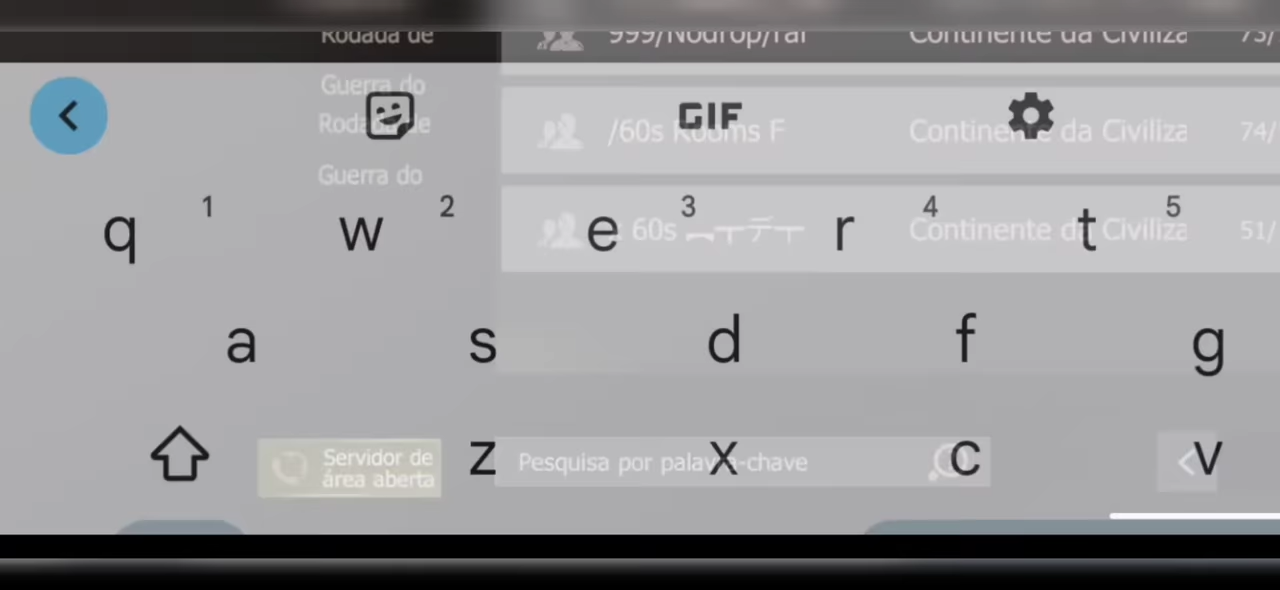 Rodada de
999/Nodrop/ral Continente da Civiliza 73/
Guerra do
GIF
Rodada de
/60s Rooms F Continente da Civiliza 74/
Guerra do
1 2 3 4 5
q w e r t
60s Continente da Civiliza 51/
a s d f g
z x c v
Servidor de
área aberta
Pesquisa por palavra-chave